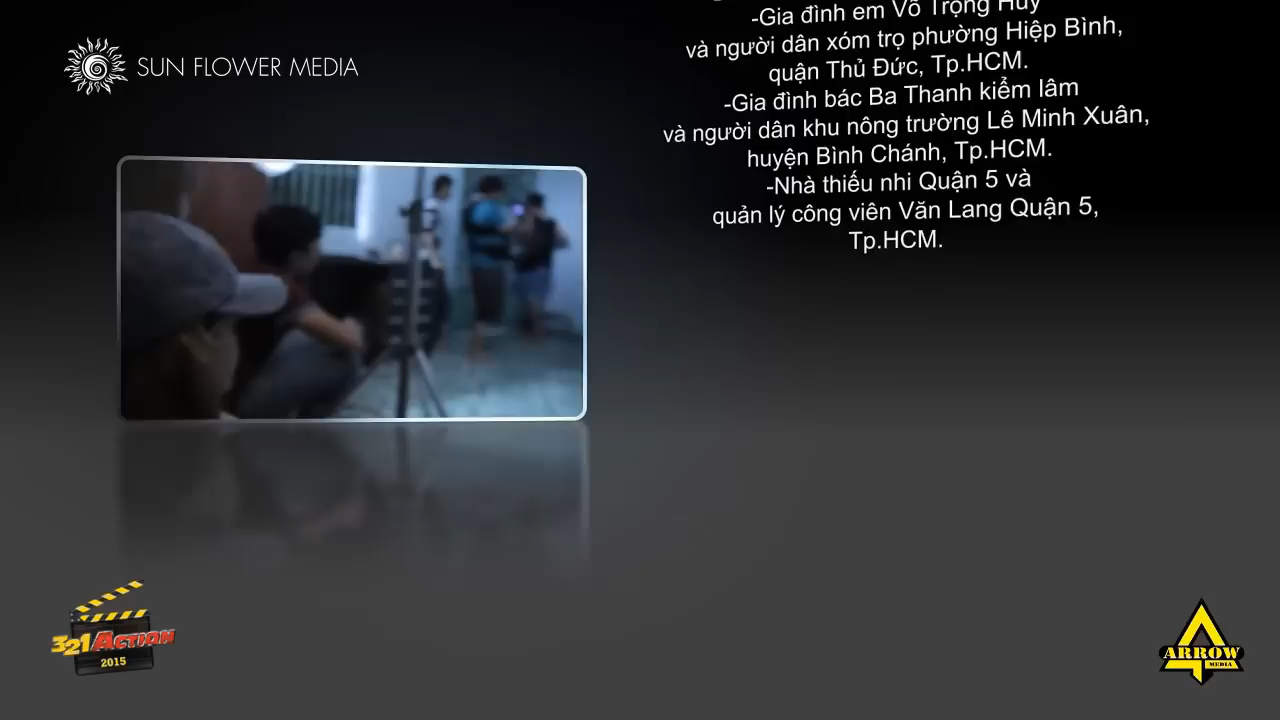 SUN FLOWER MEDIA
-Gia đình em Võ Trọng Huy
và người dân xóm trọ phường Hiệp Bình,
quận Thủ Đức, Tp.HCM.
-Gia đình bác Ba Thanh kiểm lâm
và người dân khu nông trường Lê Minh Xuân,
huyện Bình Chánh, Tp.HCM.
-Nhà thiếu nhi Quận 5 và
quản lý công viên Văn Lang Quận 5,
Tp.HCM.
321 ACTION
2015
ARROW
MEDIA